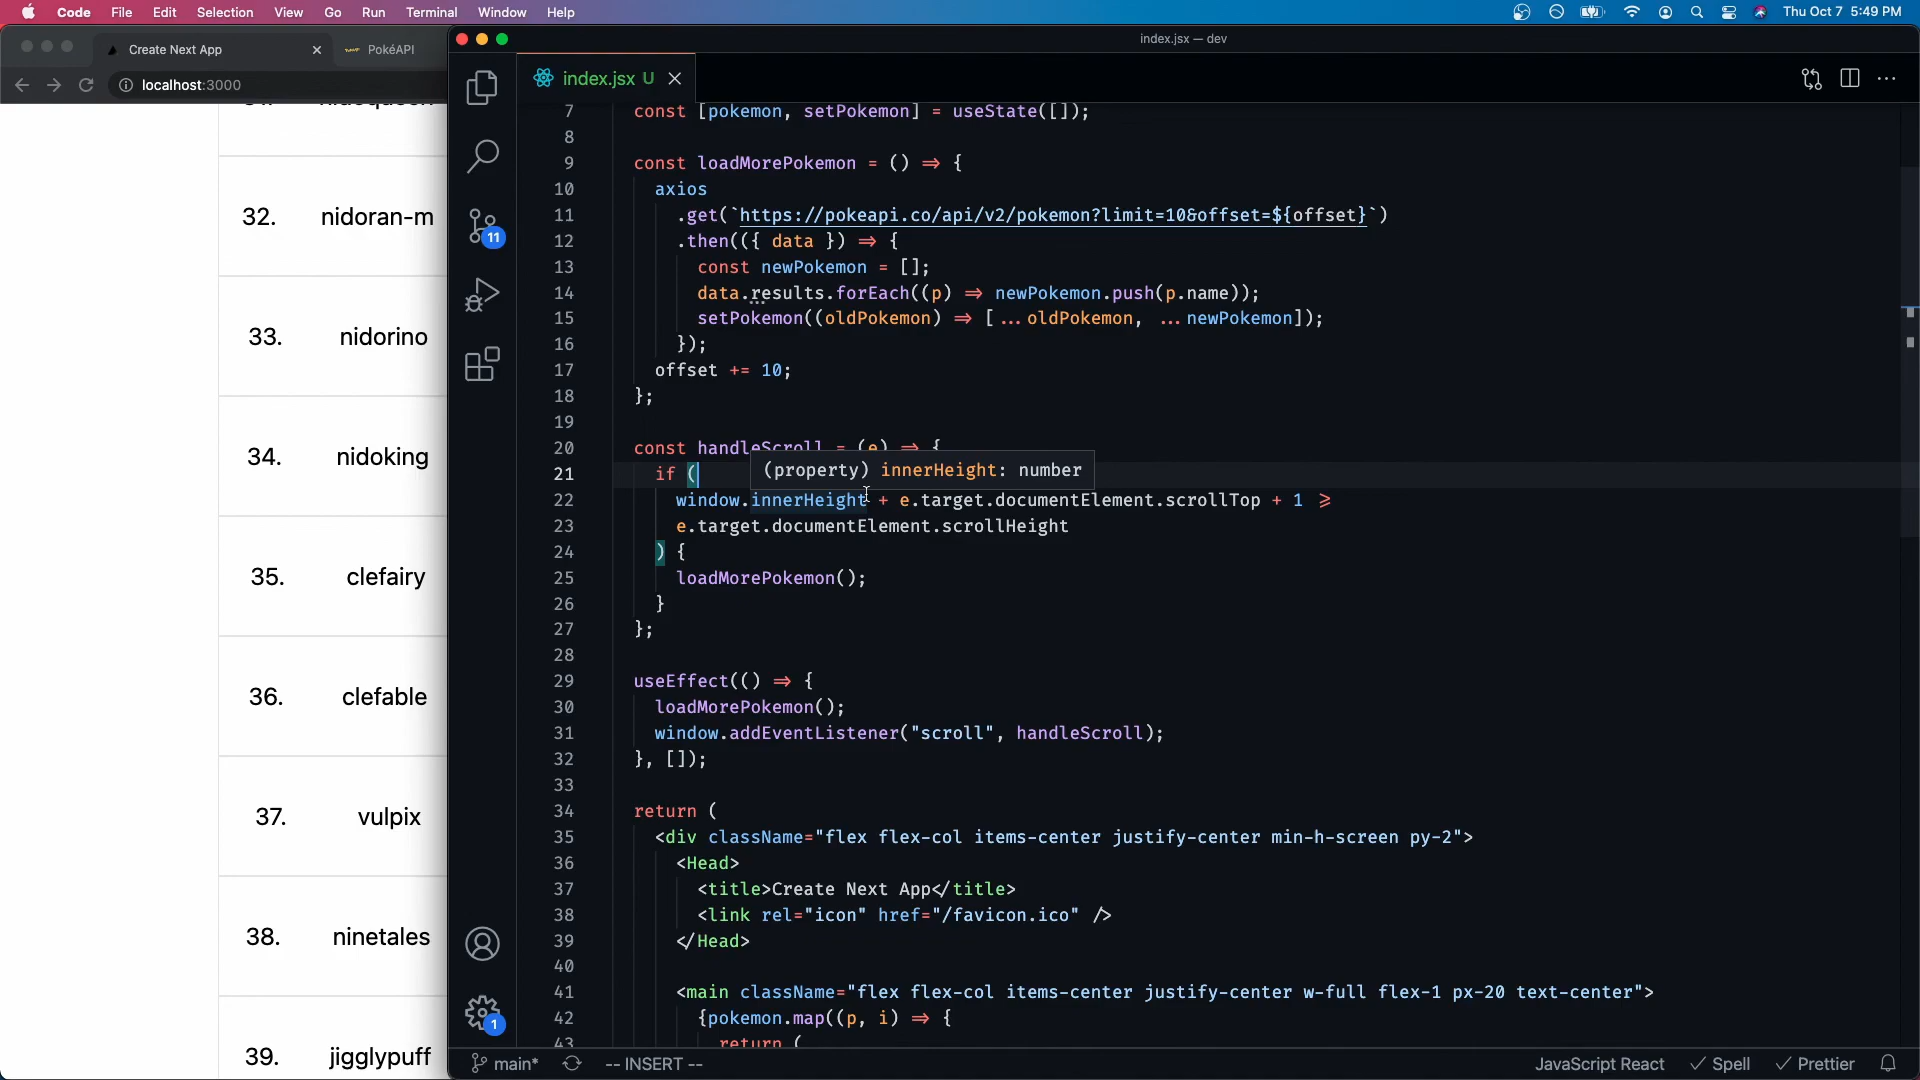 Code File Edit Selection View Go Run Terminal Window Help Thu Oct 7 5:49 PM
Create Next App PokéAPI
localhost:3000
32. nidoran-m
33. nidorino
34. nidoking
35. clefairy
36. clefable
37. vulpix
38. ninetales
39. jigglypuff
index.jsx — dev
index.jsx U
11
1
7 const [pokemon, setPokemon] = useState([]);
8
9 const loadMorePokemon = () => {
10 axios
11 .get(`https://pokeapi.co/api/v2/pokemon?limit=10&offset=${offset}`)
12 .then(({ data }) => {
13 const newPokemon = [];
14 data.results.forEach((p) => newPokemon.push(p.name));
15 setPokemon((oldPokemon) => [...oldPokemon, ...newPokemon]);
16 });
17 offset += 10;
18 };
19
20 const handleScroll = (e) => {
(property) innerHeight: number
21 if (
22 window.innerHeight + e.target.documentElement.scrollTop + 1 >=
23 e.target.documentElement.scrollHeight
24 ) {
25 loadMorePokemon();
26 }
27 };
28
29 useEffect(() => {
30 loadMorePokemon();
31 window.addEventListener("scroll", handleScroll);
32 }, []);
33
34 return (
35 <div className="flex flex-col items-center justify-center min-h-screen py-2">
36 <Head>
37 <title>Create Next App</title>
38 <link rel="icon" href="/favicon.ico" />
39 </Head>
40
41 <main className="flex flex-col items-center justify-center w-full flex-1 px-20 text-center">
42 {pokemon.map((p, i) => {
43 return (
main* -- INSERT -- JavaScript React Spell Prettier